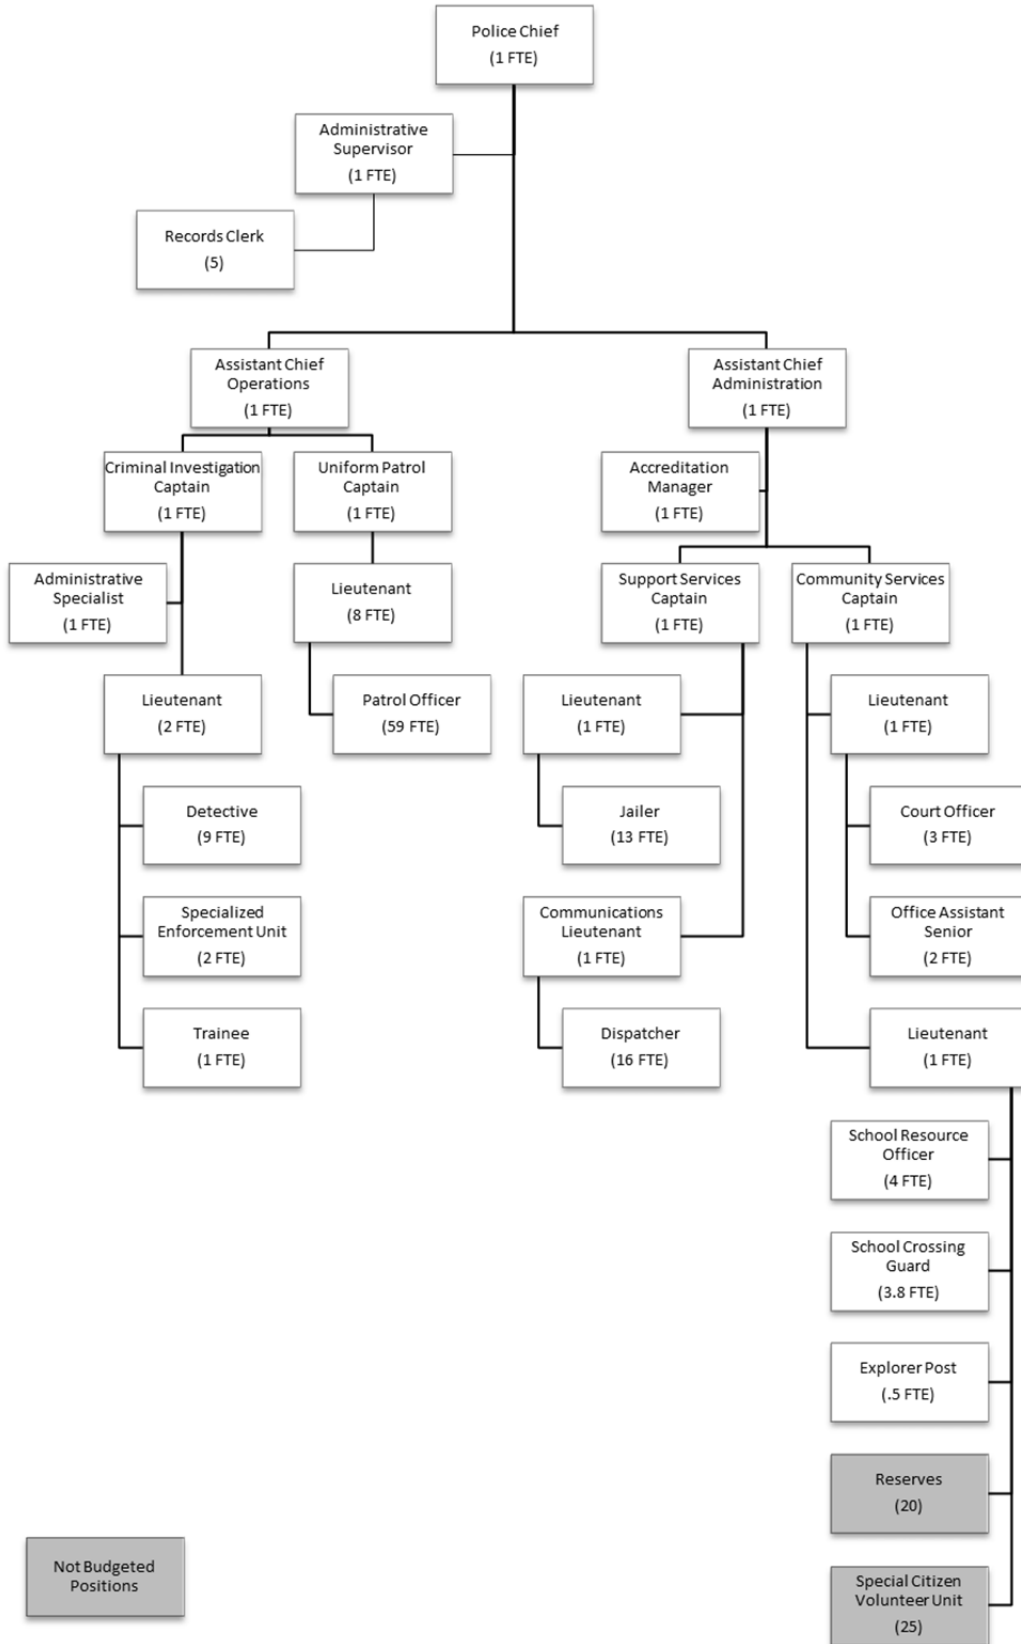 Police Chief
(1 FTE)
Administrative
Supervisor
(1 FTE)
Records Clerk
(5)
Assistant Chief
Operations
(1 FTE)
Assistant Chief
Administration
(1 FTE)
Criminal Investigation
Captain
(1 FTE)
Uniform Patrol
Captain
(1 FTE)
Accreditation
Manager
(1 FTE)
Administrative
Specialist
(1 FTE)
Lieutenant
(8 FTE)
Support Services
Captain
(1 FTE)
Community Services
Captain
(1 FTE)
Lieutenant
(2 FTE)
Patrol Officer
(59 FTE)
Lieutenant
(1 FTE)
Lieutenant
(1 FTE)
Detective
(9 FTE)
Jailer
(13 FTE)
Court Officer
(3 FTE)
Specialized
Enforcement Unit
(2 FTE)
Communications
Lieutenant
(1 FTE)
Office Assistant
Senior
(2 FTE)
Trainee
(1 FTE)
Dispatcher
(16 FTE)
Lieutenant
(1 FTE)
School Resource
Officer
(4 FTE)
School Crossing
Guard
(3.8 FTE)
Explorer Post
(.5 FTE)
Reserves
(20)
Not Budgeted
Positions
Special Citizen
Volunteer Unit
(25)